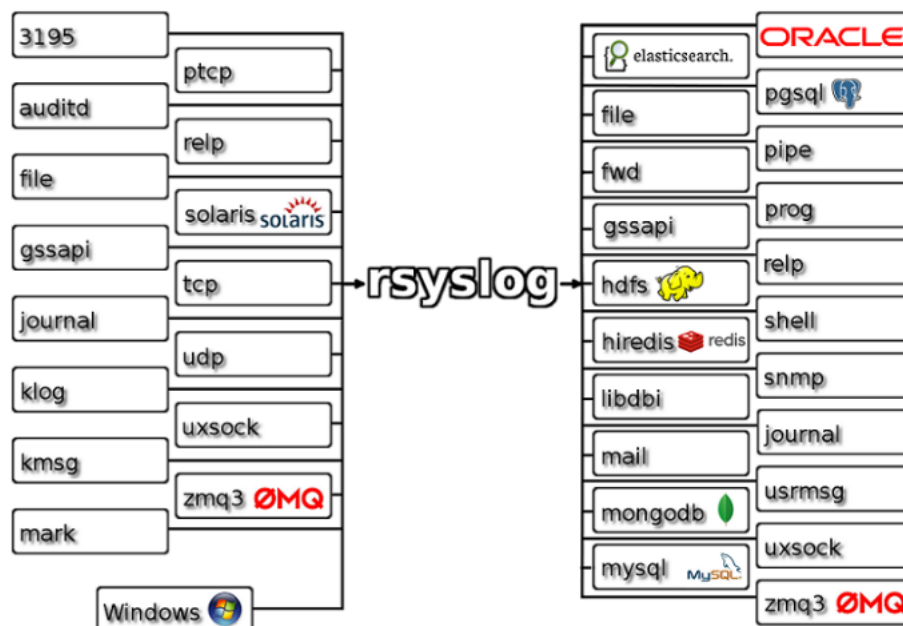 3195
ptcp
auditd
relp
file
solaris solaris
gssapi
tcp
journal
udp
klog
uxsock
kmsg
zmq3 ØMQ
mark
Windows
rsyslog
ORACLE
elasticsearch.
pgsql
file
pipe
fwd
prog
gssapi
relp
hdfs
shell
hiredis redis
snmp
libdbi
journal
mail
usrmsg
mongodb
uxsock
mysql MySQL
zmq3 ØMQ